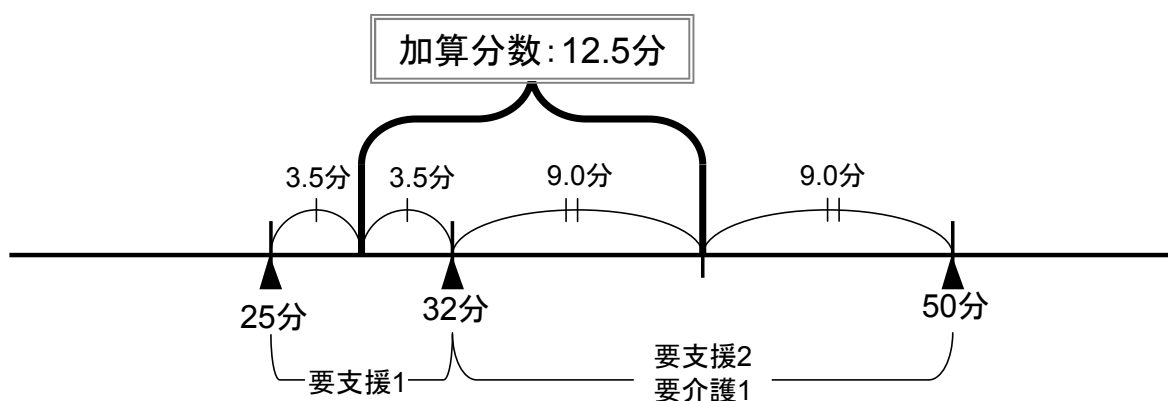 加算分数：12.5分
3.5分
3.5分
9.0分
9.0分
25分
32分
50分
要支援1
要支援2
要介護1